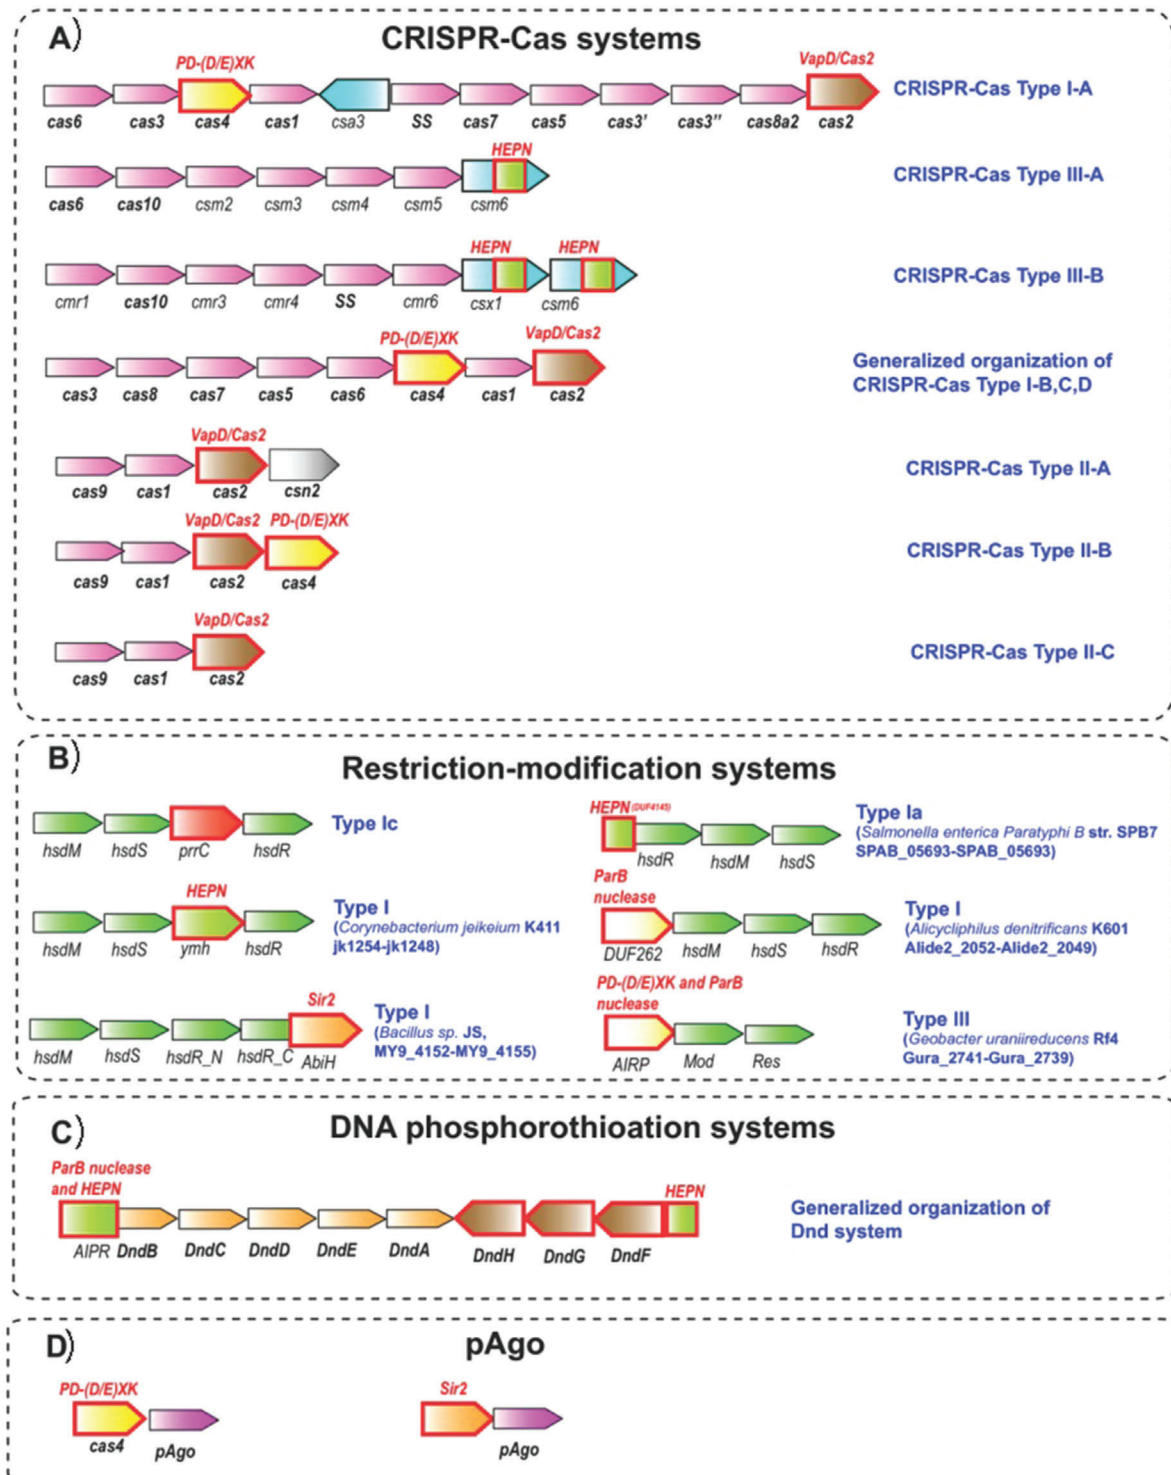 A)
CRISPR-Cas systems
PD-(D/E)XK VapD/Cas2
CRISPR-Cas Type I-A
cas6 cas3 cas4 cas1 csa3 SS cas7 cas5 cas3' cas3'' cas8a2 cas2
HEPN
CRISPR-Cas Type III-A
cas6 cas10 csm2 csm3 csm4 csm5 csm6
HEPN HEPN
CRISPR-Cas Type III-B
cmr1 cas10 cmr3 cmr4 SS cmr6 csx1 csm6
PD-(D/E)XK VapD/Cas2
Generalized organization of
CRISPR-Cas Type I-B,C,D
cas3 cas8 cas7 cas5 cas6 cas4 cas1 cas2
VapD/Cas2
CRISPR-Cas Type II-A
cas9 cas1 cas2 csn2
VapD/Cas2 PD-(D/E)XK
CRISPR-Cas Type II-B
cas9 cas1 cas2 cas4
VapD/Cas2
CRISPR-Cas Type II-C
cas9 cas1 cas2
B)
Restriction-modification systems
Type Ic
hsdM hsdS prrC hsdR
HEPN (DUF4145)
Type Ia
(Salmonella enterica Paratyphi B str. SPB7
SPAB_05693-SPAB_05693)
hsdR hsdM hsdS
HEPN
Type I
(Corynebacterium jeikeium K411
jk1254-jk1248)
hsdM hsdS ymh hsdR
ParB
nuclease
Type I
(Alicycliphilus denitrificans K601
Alide2_2052-Alide2_2049)
DUF262 hsdM hsdS hsdR
Sir2
Type I
(Bacillus sp. JS,
MY9_4152-MY9_4155)
hsdM hsdS hsdR_N hsdR_C AbiH
PD-(D/E)XK and ParB
nuclease
Type III
(Geobacter uraniireducens Rf4
Gura_2741-Gura_2739)
AIRP Mod Res
C)
DNA phosphorothioation systems
ParB nuclease
and HEPN
HEPN
Generalized organization of
Dnd system
AIPR DndB DndC DndD DndE DndA DndH DndG DndF
D)
pAgo
PD-(D/E)XK Sir2
cas4 pAgo pAgo